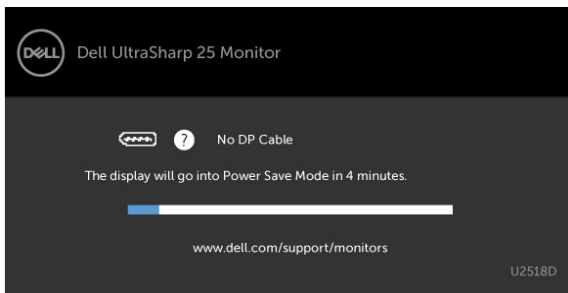 DELL
Dell UltraSharp 25 Monitor
? No DP Cable
The display will go into Power Save Mode in 4 minutes.
www.dell.com/support/monitors
U2518D